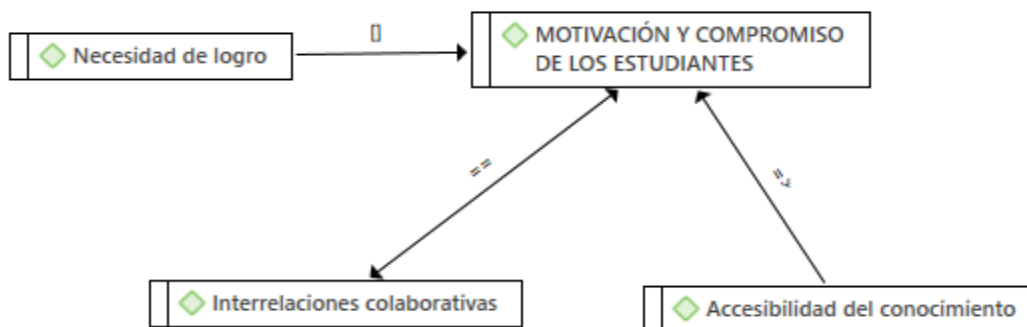 []
Necesidad de logro
MOTIVACIÓN Y COMPROMISO
DE LOS ESTUDIANTES
==
=>
Interrelaciones colaborativas
Accesibilidad del conocimiento